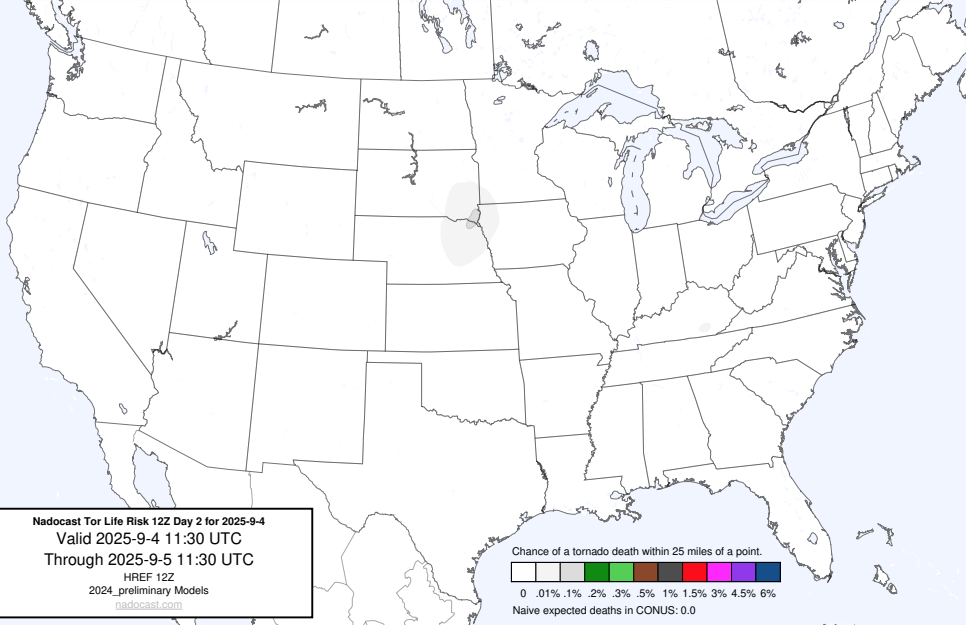 Nadocast Tor Life Risk 12Z Day 2 for 2025-9-4
Valid 2025-9-4 11:30 UTC
Through 2025-9-5 11:30 UTC
HREF 12Z
2024_preliminary Models
nadocast.com
Chance of a tornado death within 25 miles of a point.
0 .01% .1% .2% .3% .5% 1% 1.5% 3% 4.5% 6%
Naive expected deaths in CONUS: 0.0